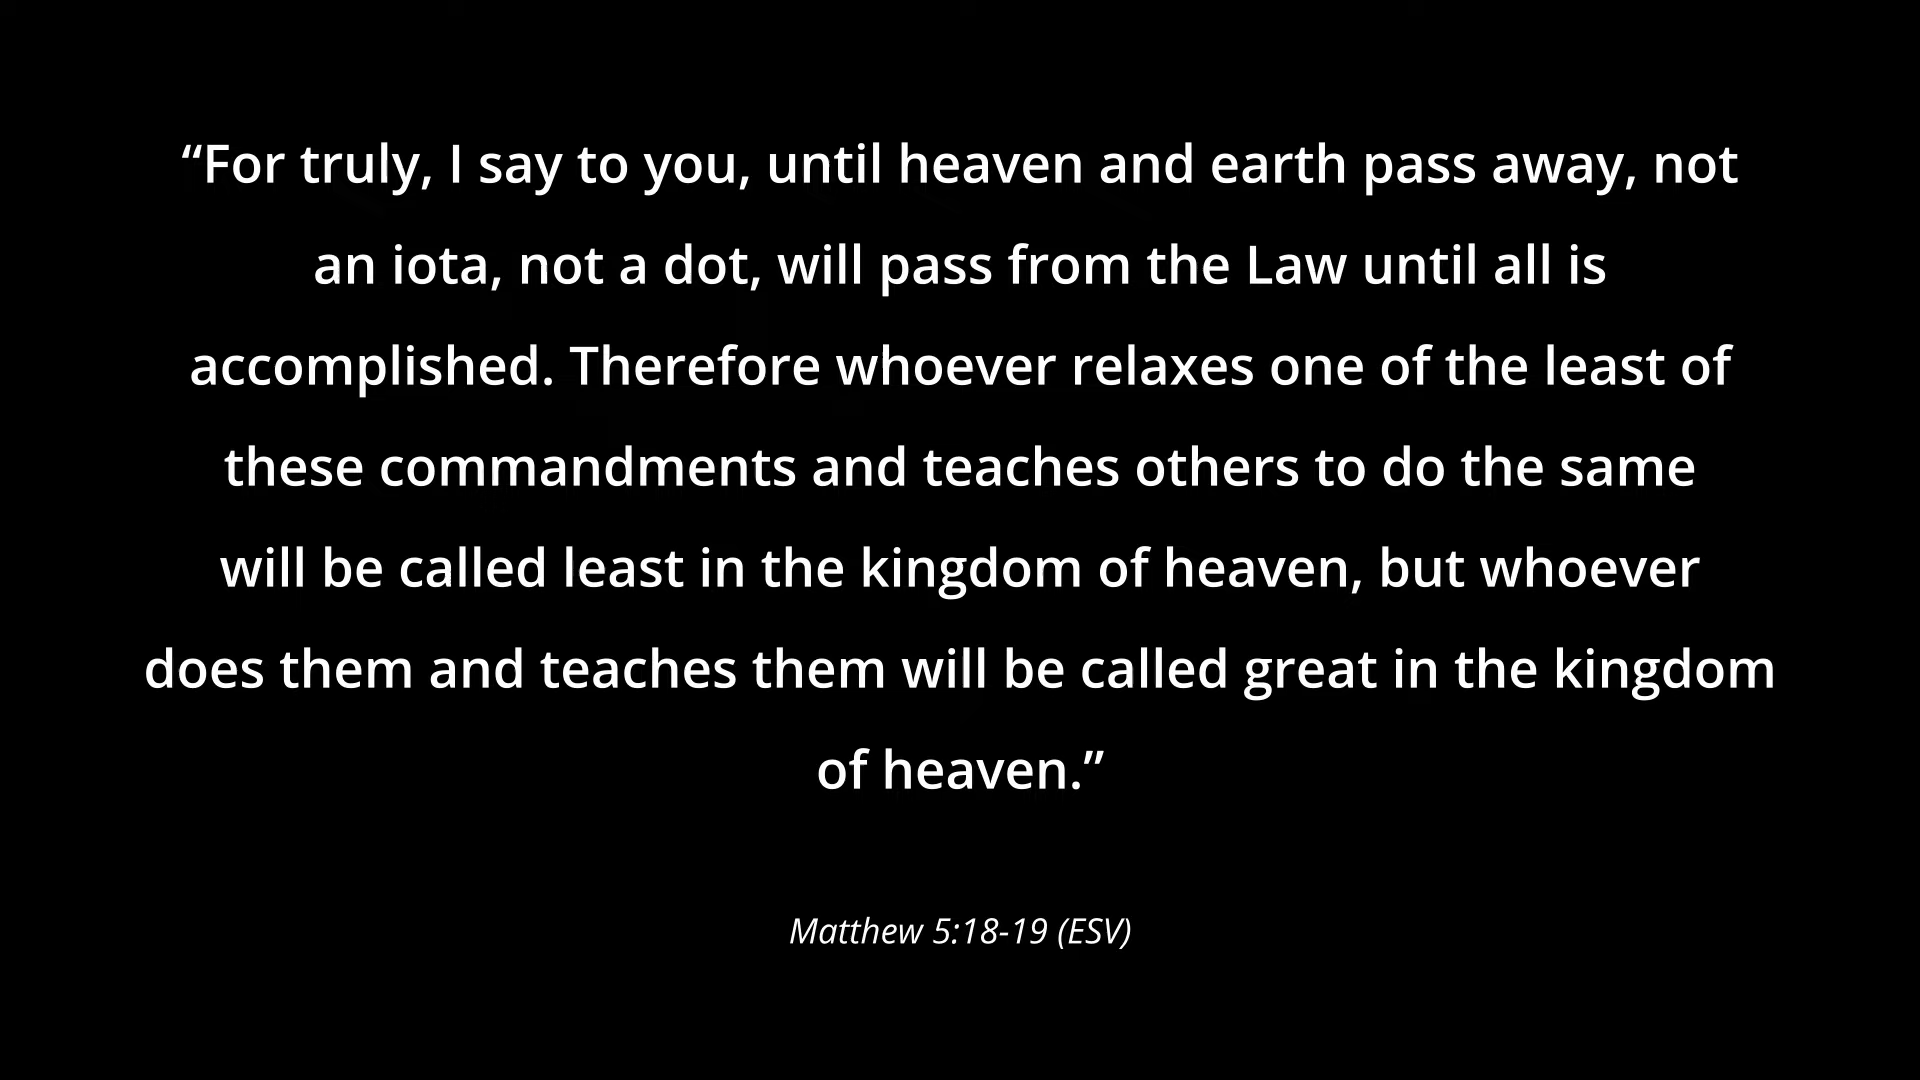 “For truly, I say to you, until heaven and earth pass away, not
an iota, not a dot, will pass from the Law until all is
accomplished. Therefore whoever relaxes one of the least of
these commandments and teaches others to do the same
will be called least in the kingdom of heaven, but whoever
does them and teaches them will be called great in the kingdom
of heaven.”
Matthew 5:18-19 (ESV)